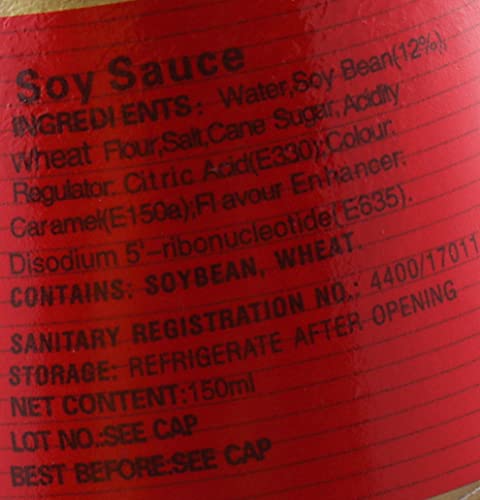 Soy Sauce
INGREDIENTS: Water,Soy Bean(12%),
Wheat Flour,Salt,Cane Sugar,Acidity
Regulator: Citric Acid(E330);Colour:
Caramel(E150a);Flavour Enhancer:
Disodium 5'-ribonucleotide(E635).
CONTAINS: SOYBEAN, WHEAT.
SANITARY REGISTRATION NO.: 4400/17011
STORAGE: REFRIGERATE AFTER OPENING
NET CONTENT:150ml
LOT NO.:SEE CAP
BEST BEFORE:SEE CAP